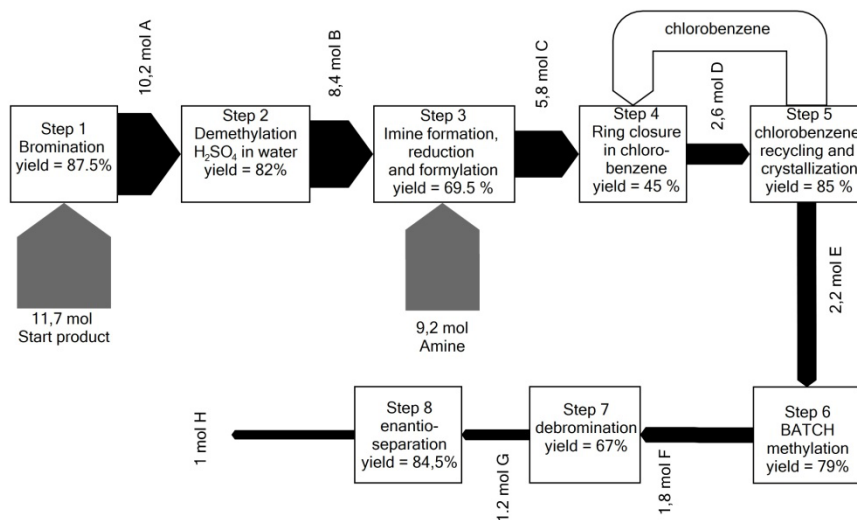 10,2 mol A
8,4 mol B
5,8 mol C
chlorobenzene
2,6 mol D
Step 1
Bromination
yield = 87.5%
Step 2
Demethylation
H₂SO₄ in water
yield = 82%
Step 3
Imine formation,
reduction
and formylation
yield = 69.5 %
Step 4
Ring closure
in chloro-
benzene
yield = 45 %
Step 5
chlorobenzene
recycling and
crystallization
yield = 85 %
11,7 mol
Start product
9,2 mol
Amine
2,2 mol E
1 mol H
Step 8
enantio-
separation
yield = 84,5%
1.2 mol G
Step 7
debromination
yield = 67%
1,8 mol F
Step 6
BATCH
methylation
yield = 79%